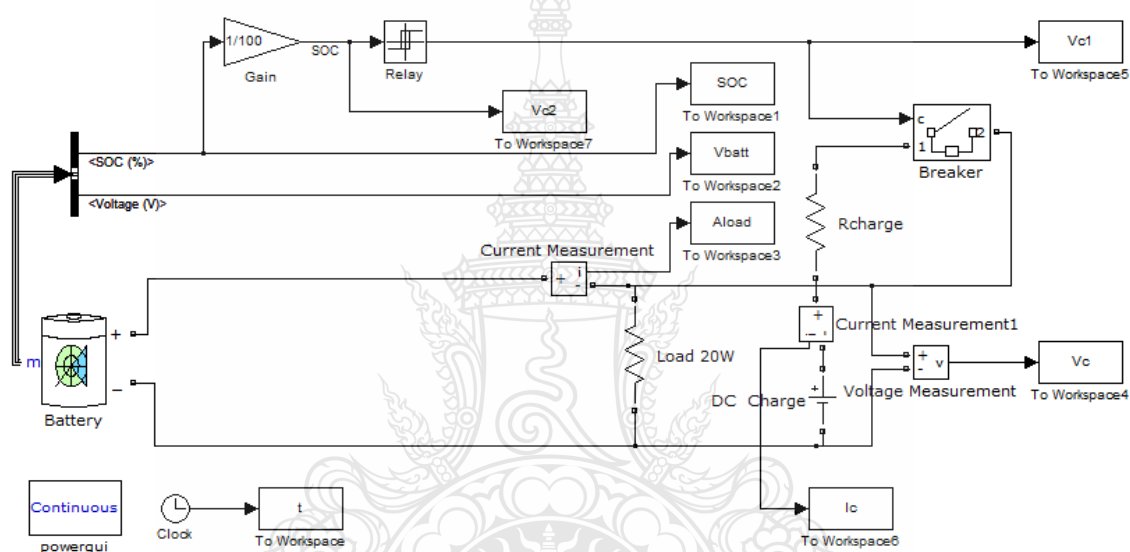 1/100
Gain
SOC
Relay
Vc1
To Workspace5
Vc2
To Workspace7
SOC
To Workspace1
<SOC (%)>
Vbatt
To Workspace2
<Voltage (V)>
c
1
2
Breaker
Rcharge
Aload
To Workspace3
Current Measurement
+
i
-
m
+
−
Battery
Load 20W
+
-
i
Current Measurement1
DC Charge
+
+
-
v
Voltage Measurement
Vc
To Workspace4
Continuous
powergui
Clock
t
To Workspace
Ic
To Workspace6